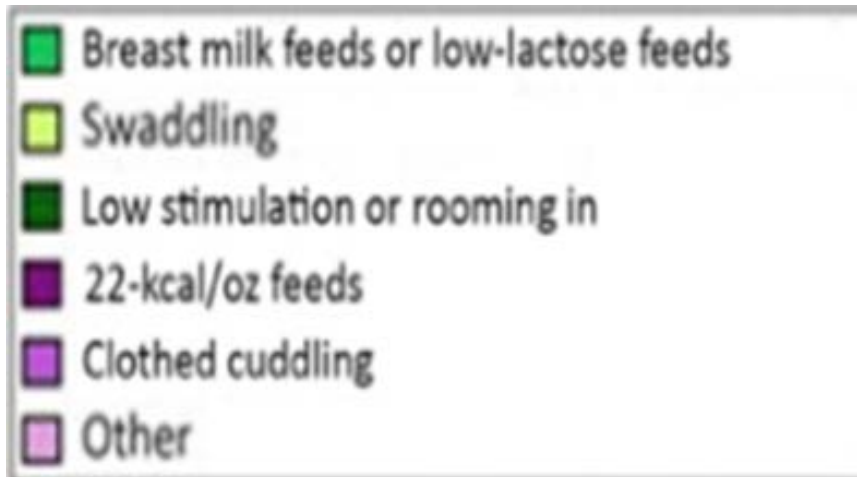 Breast milk feeds or low-lactose feeds
Swaddling
Low stimulation or rooming in
22-kcal/oz feeds
Clothed cuddling
Other